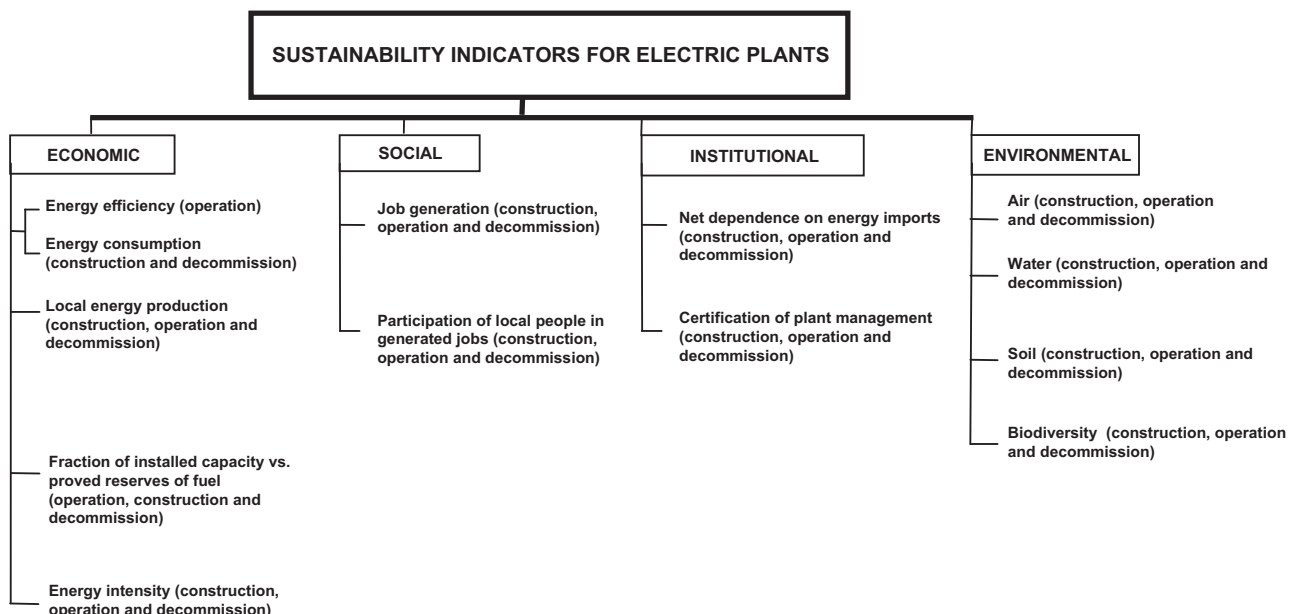 SUSTAINABILITY INDICATORS FOR ELECTRIC PLANTS
ECONOMIC
Energy efficiency (operation)
Energy consumption
(construction and decommission)
Local energy production
(construction, operation and
decommission)
Fraction of installed capacity vs.
proved reserves of fuel
(operation, construction and
decommission)
Energy intensity (construction,
operation and decommission)
SOCIAL
Job generation (construction,
operation and decommission)
Participation of local people in
generated jobs (construction,
operation and decommission)
INSTITUTIONAL
Net dependence on energy imports
(construction, operation and
decommission)
Certification of plant management
(construction, operation and
decommission)
ENVIRONMENTAL
Air (construction, operation
and decommission)
Water (construction, operation and
decommission)
Soil (construction, operation and
decommission)
Biodiversity (construction, operation
and decommission)